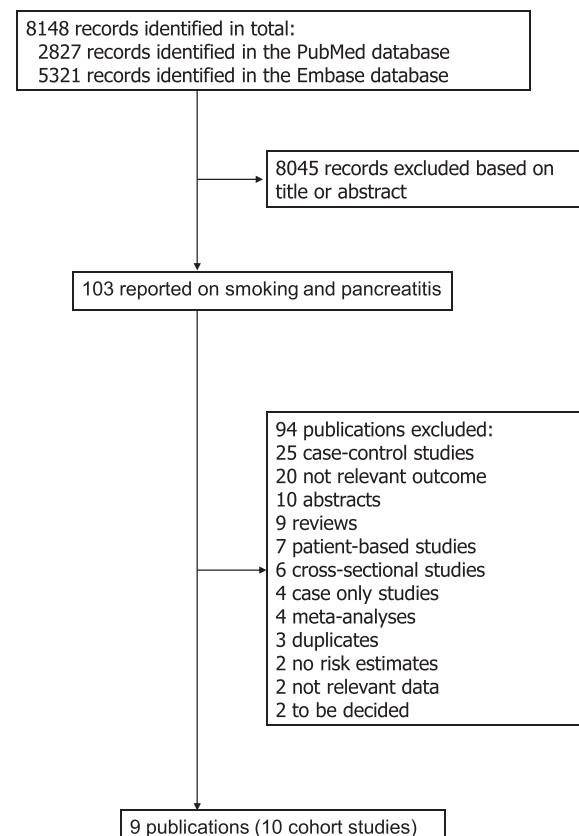 8148 records identified in total:
2827 records identified in the PubMed database
5321 records identified in the Embase database
8045 records excluded based on
title or abstract
103 reported on smoking and pancreatitis
94 publications excluded:
25 case-control studies
20 not relevant outcome
10 abstracts
9 reviews
7 patient-based studies
6 cross-sectional studies
4 case only studies
4 meta-analyses
3 duplicates
2 no risk estimates
2 not relevant data
2 to be decided
9 publications (10 cohort studies)